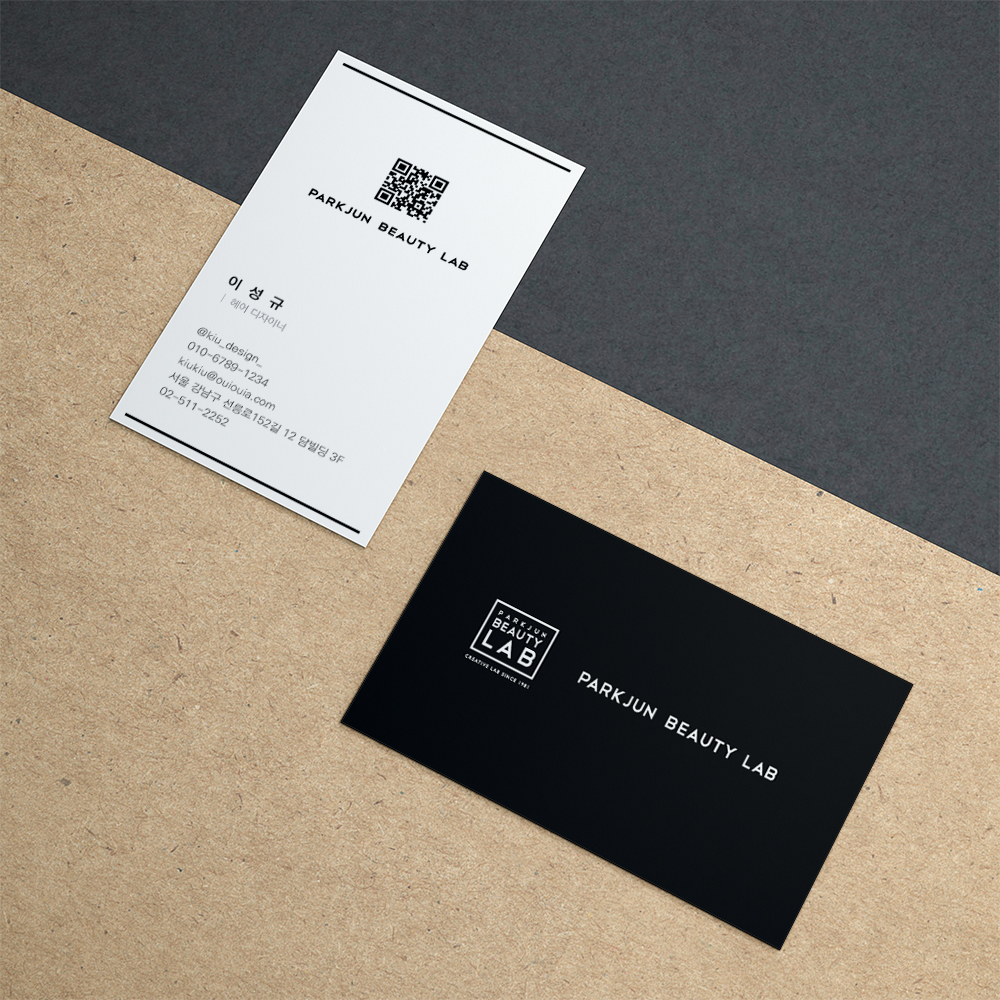 PARKJUN BEAUTY LAB
이성규
| 헤어 디자이너
@kiu_design_
010-6789-1234
kiukiu@ouiouia.com
서울 강남구 선릉로152길 12 담빌딩 3F
02-511-2252
PARKJUN
BEAUTY
LAB
CREATIVE LAB SINCE 1981
PARKJUN BEAUTY LAB